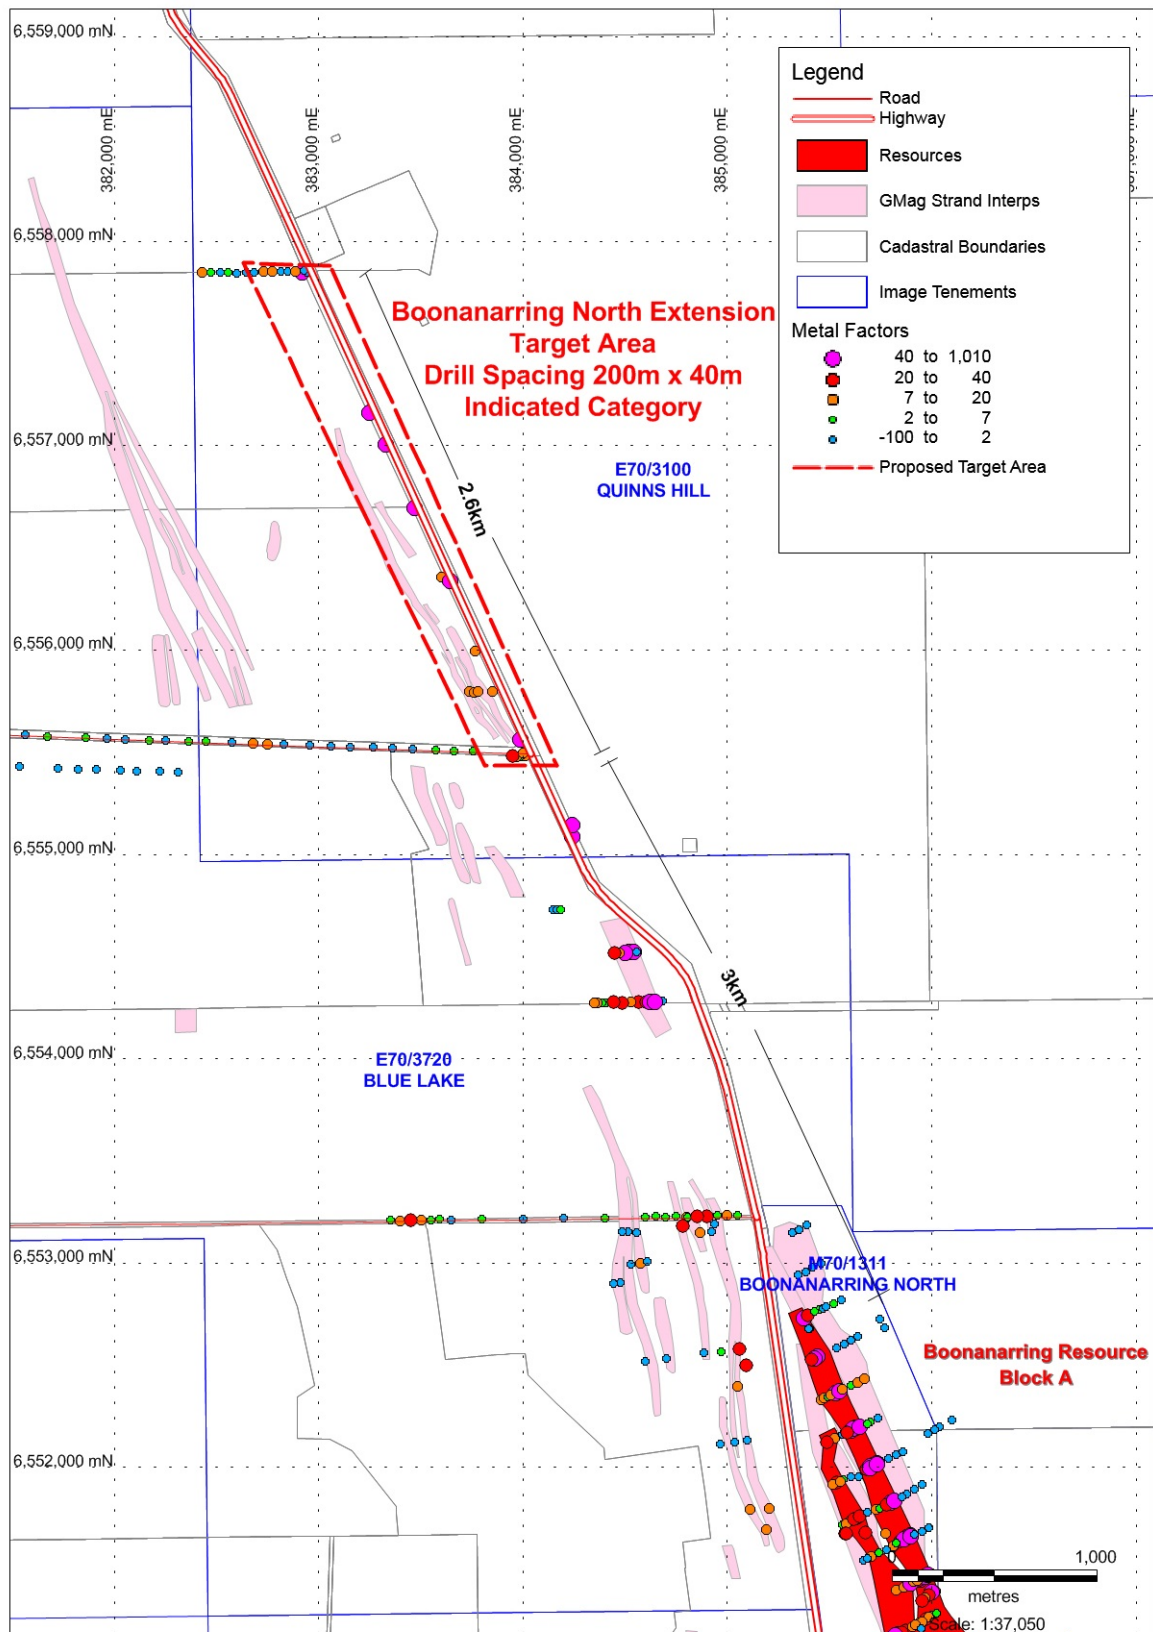 6,559,000 mN
6,558,000 mN
6,557,000 mN
6,556,000 mN
6,555,000 mN
6,554,000 mN
6,553,000 mN
6,552,000 mN
382,000 mE
383,000 mE
384,000 mE
385,000 mE
Legend
Road
Highway
Resources
GMag Strand Interps
Cadastral Boundaries
Image Tenements
Metal Factors
40 to 1,010
20 to 40
7 to 20
2 to 7
-100 to 2
Proposed Target Area
Boonanarring North Extension
Target Area
Drill Spacing 200m x 40m
Indicated Category
E70/3100
QUINNS HILL
2.6km
3km
E70/3720
BLUE LAKE
M70/1311
BOONANARRING NORTH
Boonanarring Resource
Block A
0
1,000
metres
Scale: 1:37,050